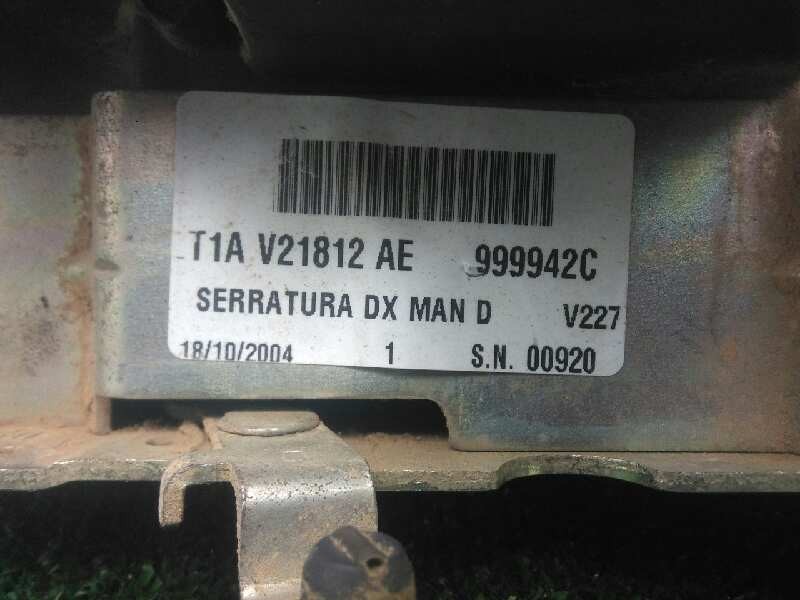 T1A V21812 AE 999942C
SERRATURA DX MAN D V227
18/10/2004 1 S.N. 00920